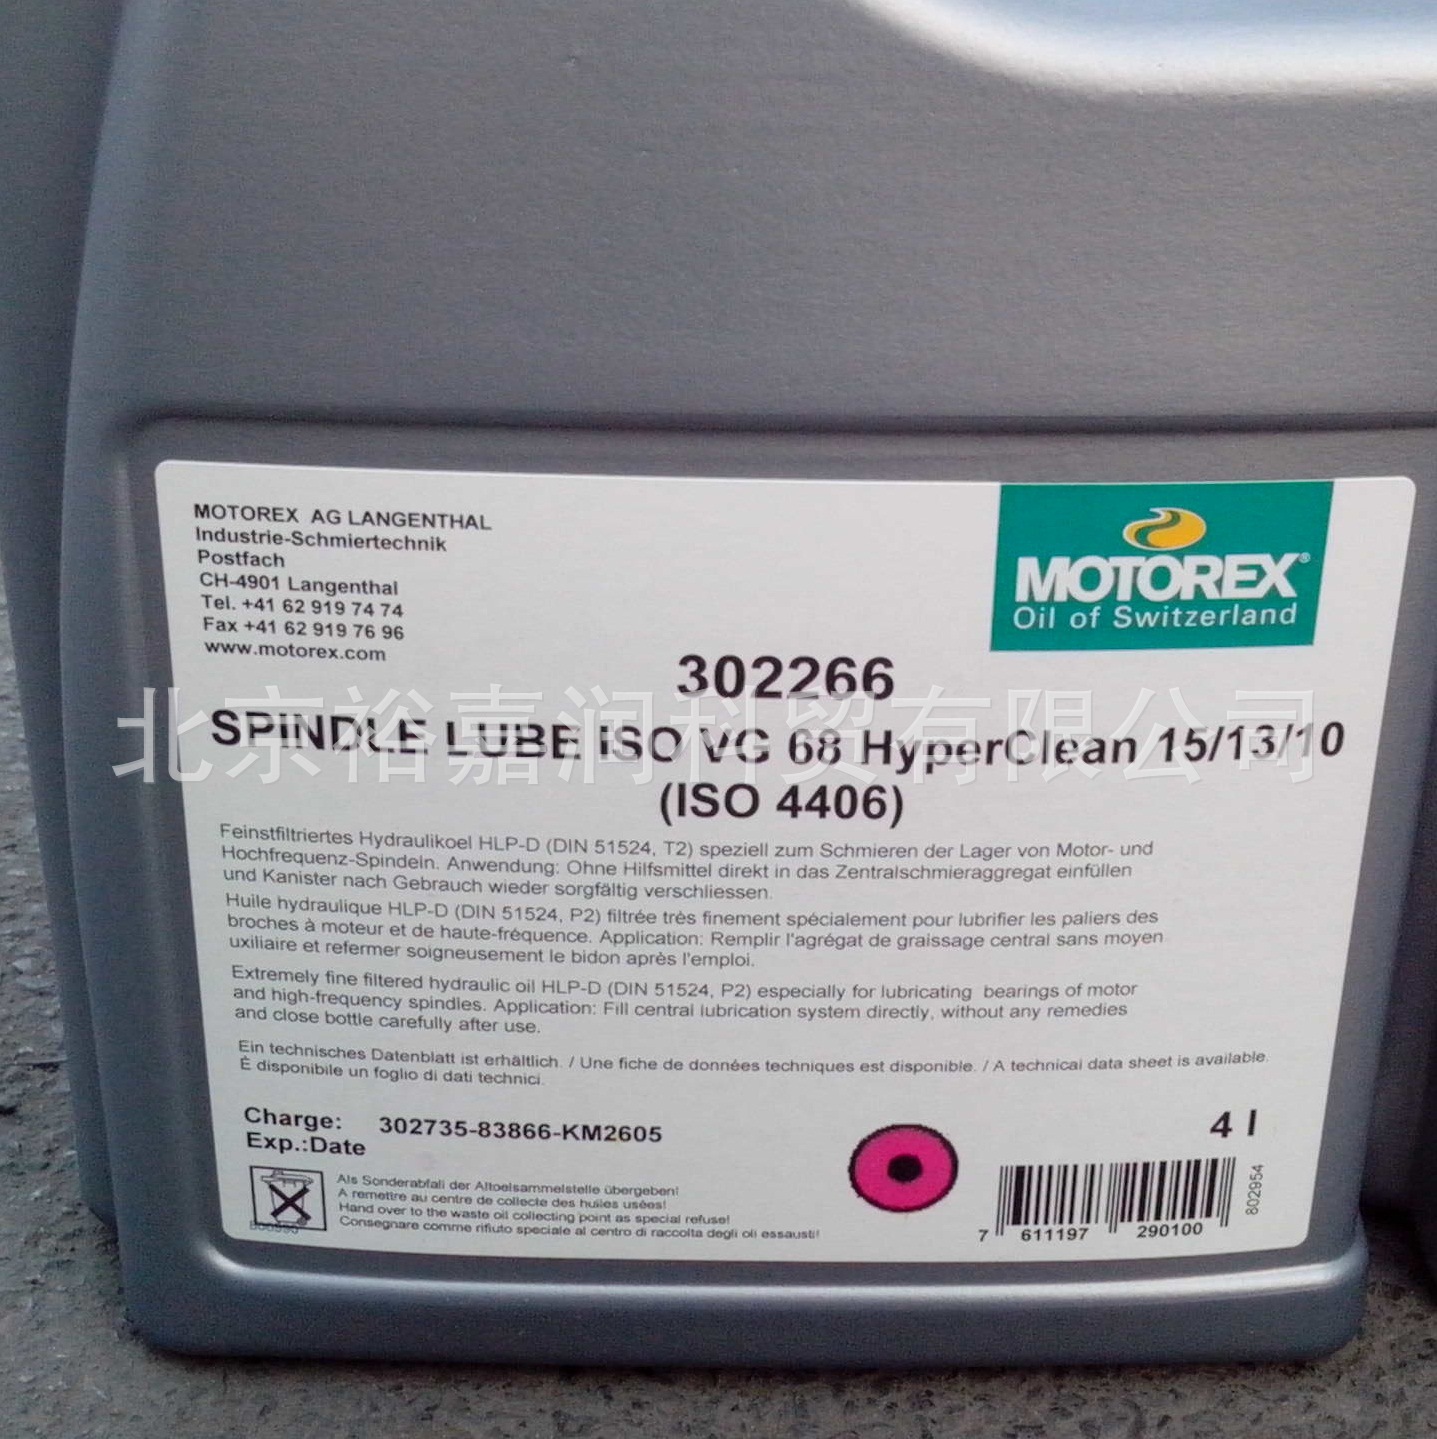 MOTOREX AG LANGENTHAL
Industrie-Schmiertechnik
Postfach
CH-4901 Langenthal
Tel. +41 62 919 74 74
Fax +41 62 919 76 96
www.motorex.com
MOTOREX®
Oil of Switzerland
302266
SPINDLE LUBE ISO VG 68 HyperClean 15/13/10
(ISO 4406)
北京裕嘉润科贸有限公司
Feinstfiltriertes Hydraulikoel HLP-D (DIN 51524, T2) speziell zum Schmieren der Lager von Motor- und
Hochfrequenz-Spindeln. Anwendung: Ohne Hilfsmittel direkt in das Zentralschmieraggregat einfüllen
und Kanister nach Gebrauch wieder sorgfältig verschliessen.
Huile hydraulique HLP-D (DIN 51524, P2) filtrée très finement spécialement pour lubrifier les paliers des
broches à moteur et de haute-fréquence. Application: Remplir l'agrégat de graissage central sans moyen
uxiliaire et refermer soigneusement le bidon après l'emploi.
Extremely fine filtered hydraulic oil HLP-D (DIN 51524, P2) especially for lubricating bearings of motor
and high-frequency spindles. Application: Fill central lubrication system directly, without any remedies
and close bottle carefully after use.
Ein technisches Datenblatt ist erhältlich. / Une fiche de données techniques est disponible. / A technical data sheet is available.
È disponibile un foglio di dati technici.
Charge: 302735-83866-KM2605
Exp.:Date
4 l
Als Sonderabfall der Altoelsammelstelle übergeben!
A remettre au centre de collecte des huiles usées!
Hand over to the waste oil collecting point as special refuse!
Consegnare comme rifiuto speciale al centro di raccolta degli oli essausti!
7 611197 290100
802954